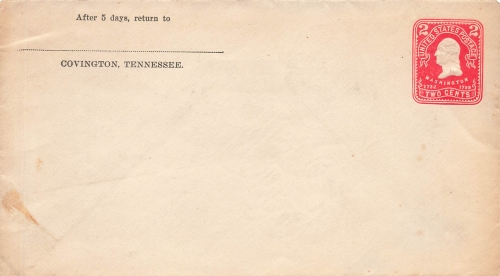 After 5 days, return to
COVINGTON, TENNESSEE.
2 UNITED STATES POSTAGE 2
WASHINGTON
1732 1799
TWO CENTS